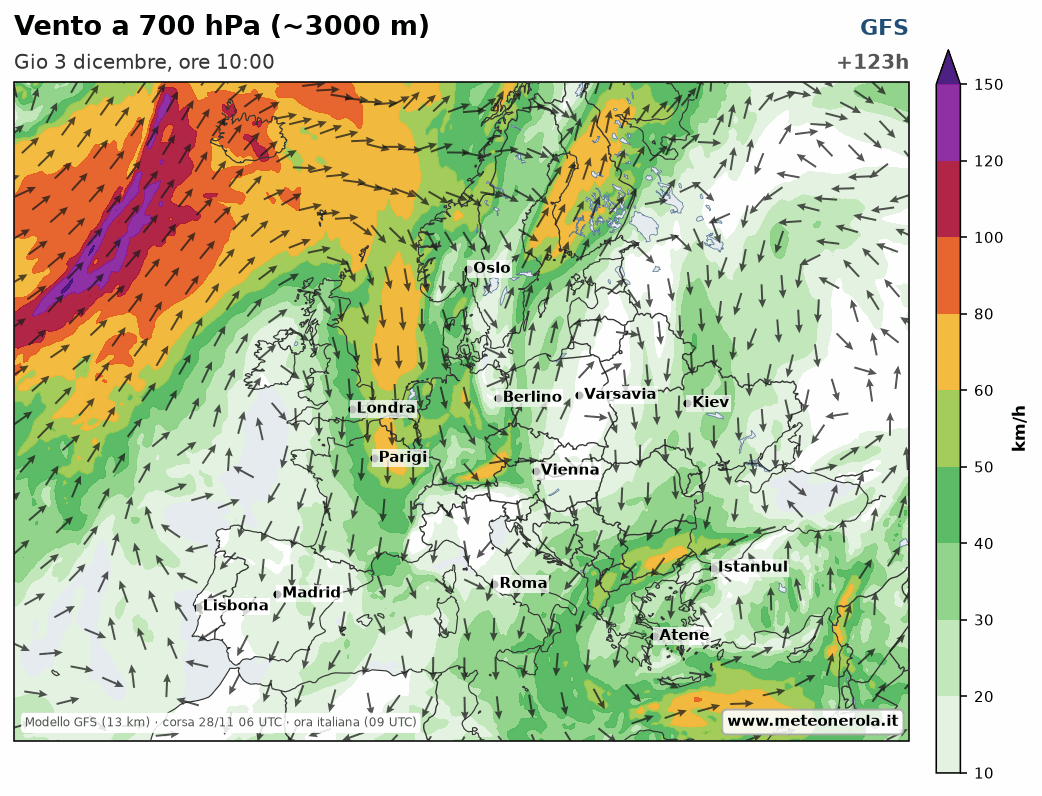 Vento a 700 hPa (~3000 m)
GFS
Gio 3 dicembre, ore 10:00
+123h
150
120
100
80
60
50
40
30
20
10
km/h
Oslo
Berlino
Varsavia
Kiev
Londra
Parigi
Vienna
Istanbul
Roma
Madrid
Lisbona
Atene
Modello GFS (13 km) · corsa 28/11 06 UTC · ora italiana (09 UTC)
www.meteonerola.it